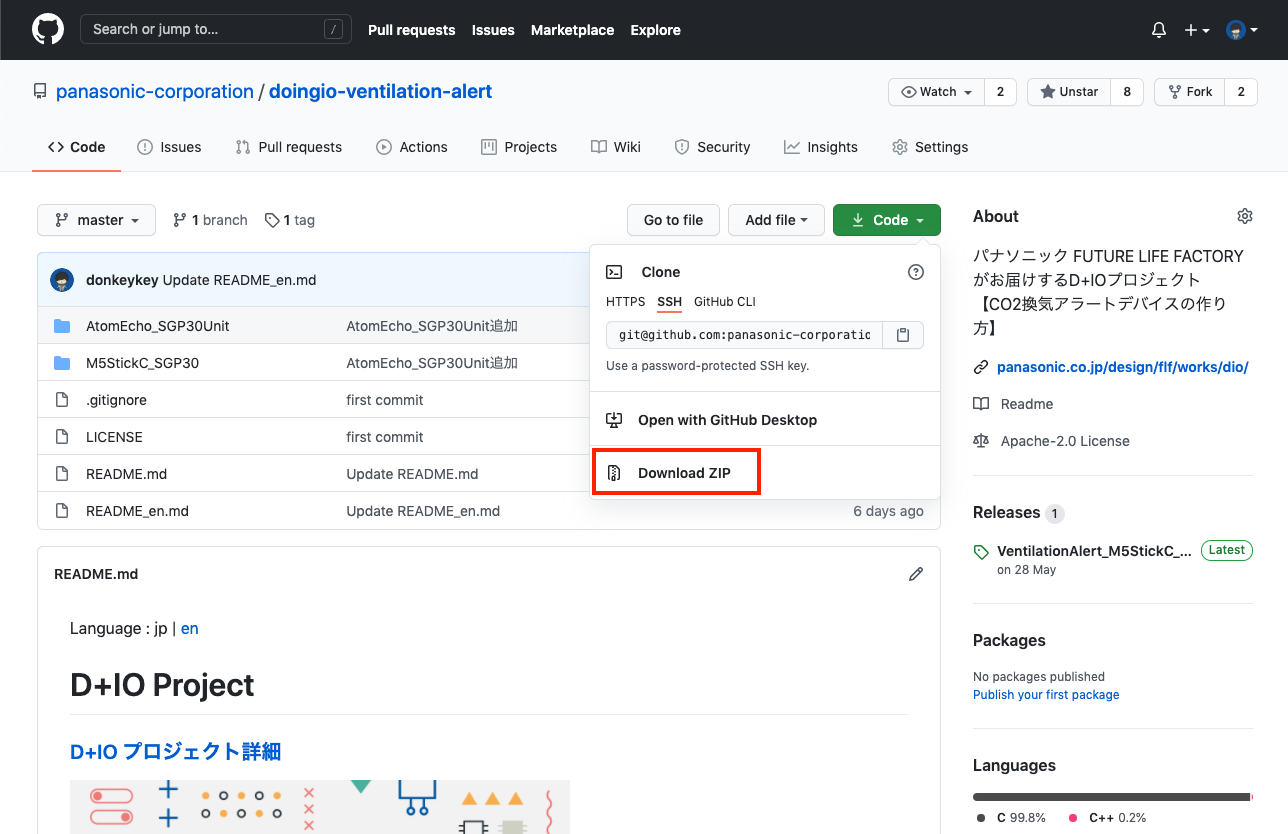 Search or jump to... /
Pull requests Issues Marketplace Explore
panasonic-corporation / doingio-ventilation-alert
Watch 2 Unstar 8 Fork 2
Code Issues Pull requests Actions Projects Wiki Security Insights Settings
master 1 branch 1 tag Go to file Add file Code
donkeykey Update README_en.md
AtomEcho_SGP30Unit AtomEcho_SGP30Unit追加
M5StickC_SGP30 AtomEcho_SGP30Unit追加
.gitignore first commit
LICENSE first commit
README.md Update README.md
README_en.md Update README_en.md 6 days ago
Clone
HTTPS SSH GitHub CLI
git@github.com:panasonic-corporatio
Use a password-protected SSH key.
Open with GitHub Desktop
Download ZIP
README.md
Language : jp | en
D+IO Project
D+IO プロジェクト詳細
About
パナソニック FUTURE LIFE FACTORY
がお届けするD+IOプロジェクト
【CO2換気アラートデバイスの作り
方】
panasonic.co.jp/design/flf/works/dio/
Readme
Apache-2.0 License
Releases 1
VentilationAlert_M5StickC_... Latest
on 28 May
Packages
No packages published
Publish your first package
Languages
C 99.8% C++ 0.2%